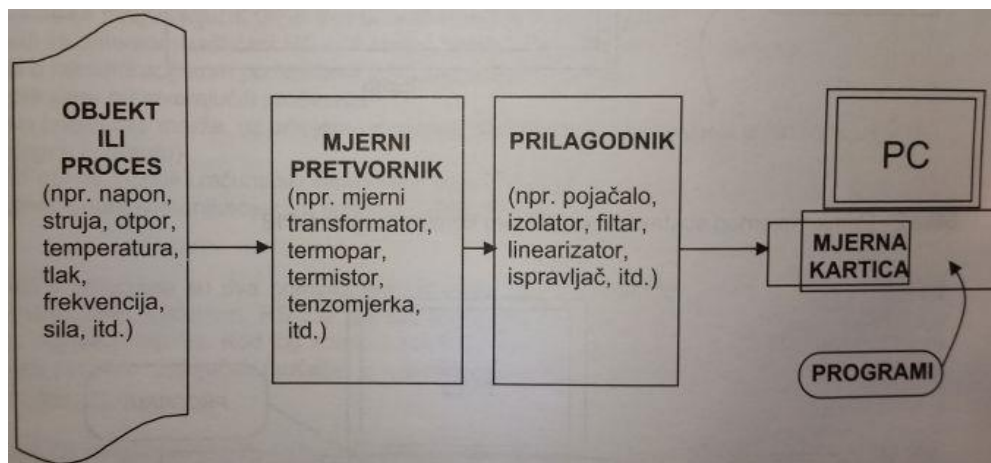 OBJEKT
ILI
PROCES
(npr. napon,
struja, otpor,
temperatura,
tlak,
frekvencija,
sila, itd.)
MJERNI
PRETVORNIK
(npr. mjerni
transformator,
termopar,
termistor,
tenzomjerka,
itd.)
PRILAGODNIK
(npr. pojačalo,
izolator, filtar,
linearizator,
ispravljač, itd.)
PC
MJERNA
KARTICA
PROGRAMI